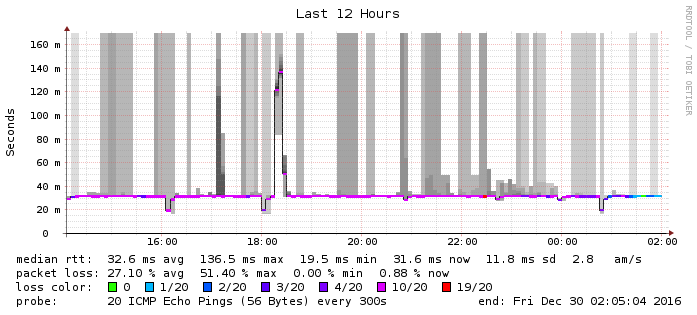 Last 12 Hours
RRDTOOL / TOBI OETIKER
Seconds
160 m
140 m
120 m
100 m
80 m
60 m
40 m
20 m
0
16:00 18:00 20:00 22:00 00:00 02:00
median rtt: 32.6 ms avg 136.5 ms max 19.5 ms min 31.6 ms now 11.8 ms sd 2.8 am/s
packet loss: 27.10 % avg 51.40 % max 0.00 % min 0.88 % now
loss color: 0 1/20 2/20 3/20 4/20 10/20 19/20
probe: 20 ICMP Echo Pings (56 Bytes) every 300s end: Fri Dec 30 02:05:04 2016